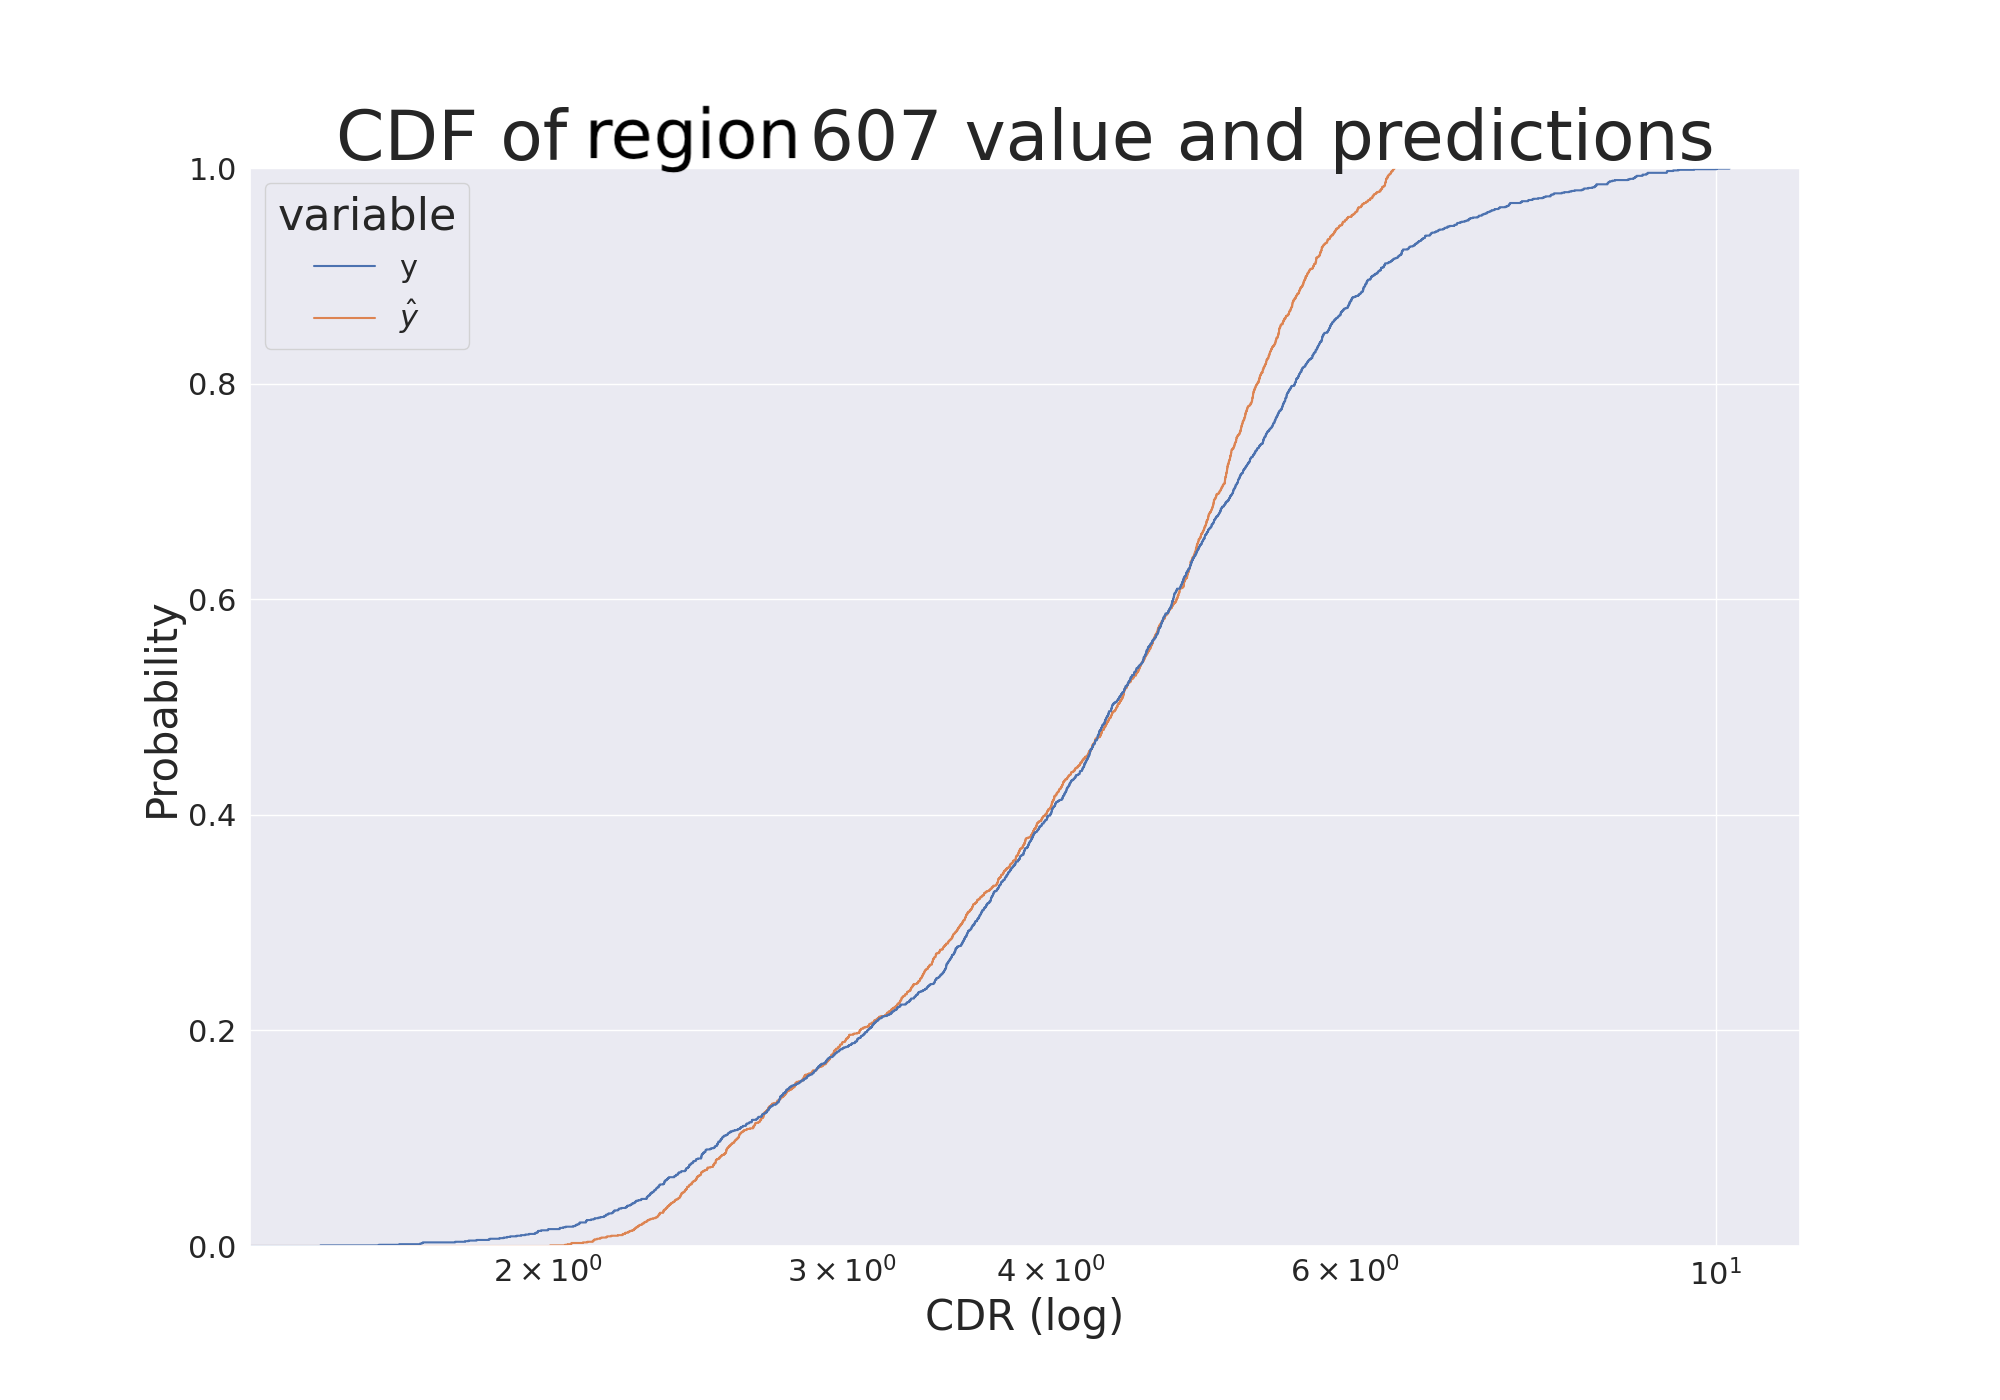 CDF of region 607 value and predictions
variable
y
ŷ
1.0
0.8
0.6
0.4
0.2
0.0
Probability
2 × 10⁰ 3 × 10⁰ 4 × 10⁰ 6 × 10⁰ 10¹
CDR (log)